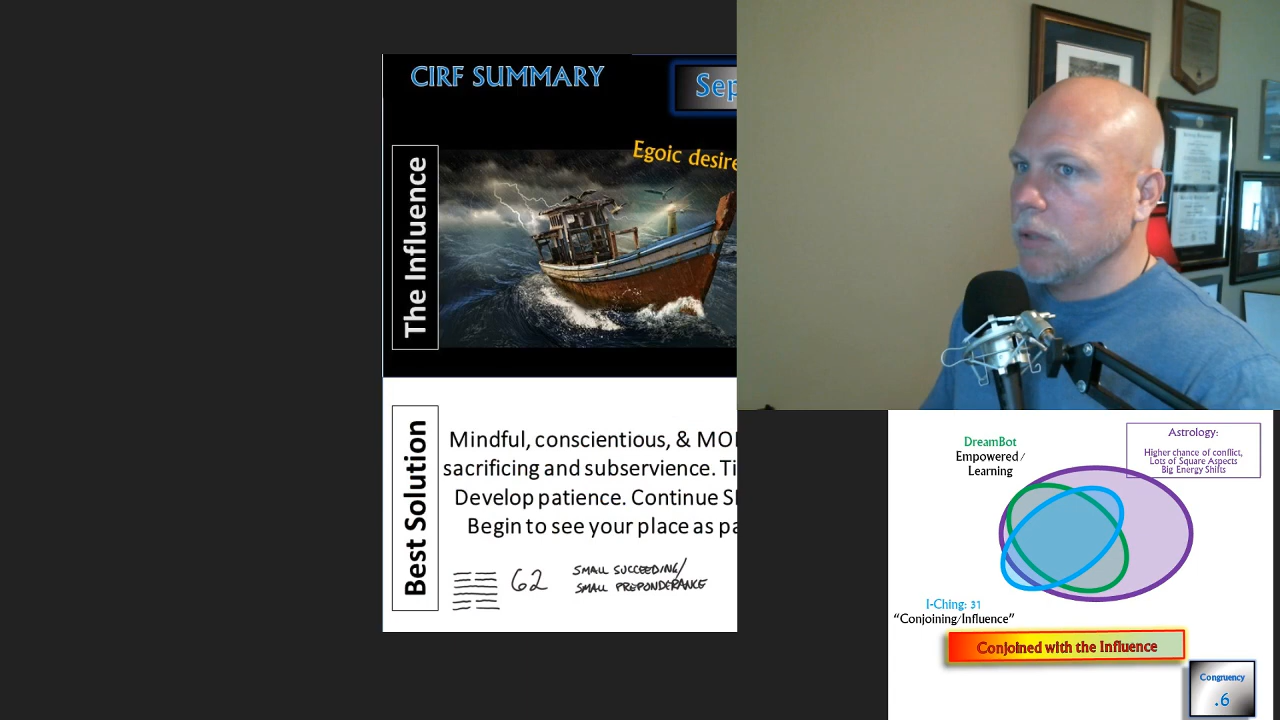 CIRF SUMMARY
Sep
The Influence
Egoic desire
Best Solution
Mindful, conscientious, & MO
sacrificing and subservience. Ti
Develop patience. Continue
Begin to see your place as pa
62 SMALL SUCCEEDING/
SMALL PREPONDERANCE
DreamBot
Empowered/
Learning
Astrology:
Higher chance of conflict,
Lots of Square Aspects
Big Energy Shifts
I-Ching: 31
“Conjoining/Influence”
Conjoined with the Influence
Congruency
.6